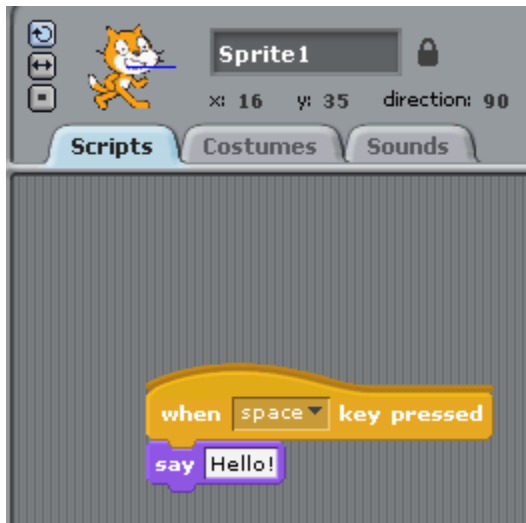 Sprite1
x: 16 y: 35 direction: 90
Scripts Costumes Sounds
when space key pressed
say Hello!